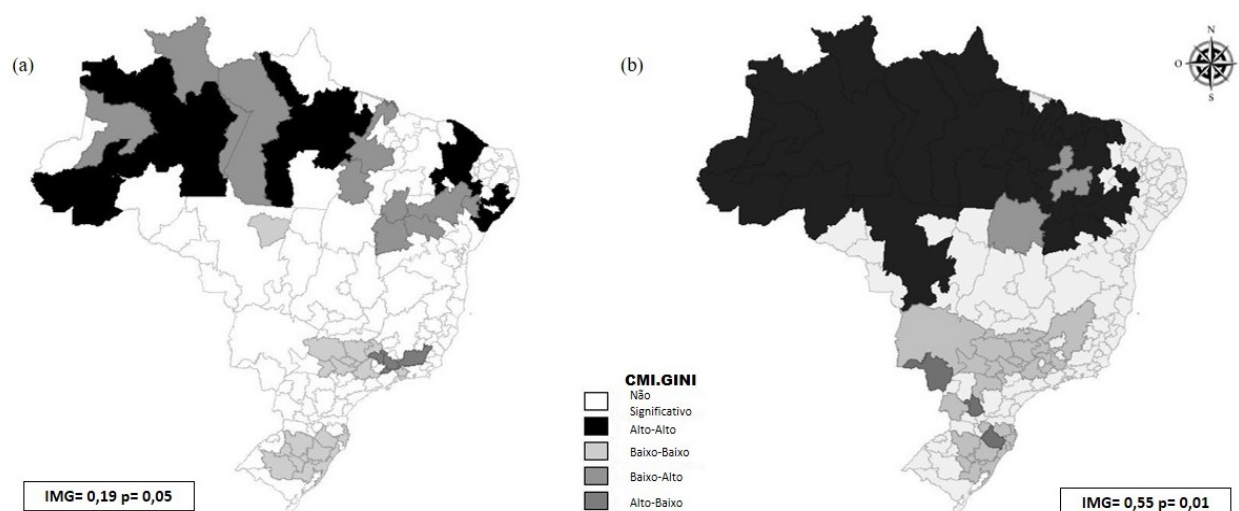 (a)
(b)
N
O
S
CMI.GINI
Não
Significativo
Alto-Alto
Baixo-Baixo
Baixo-Alto
Alto-Baixo
IMG= 0,19 p= 0,05
IMG= 0,55 p= 0,01